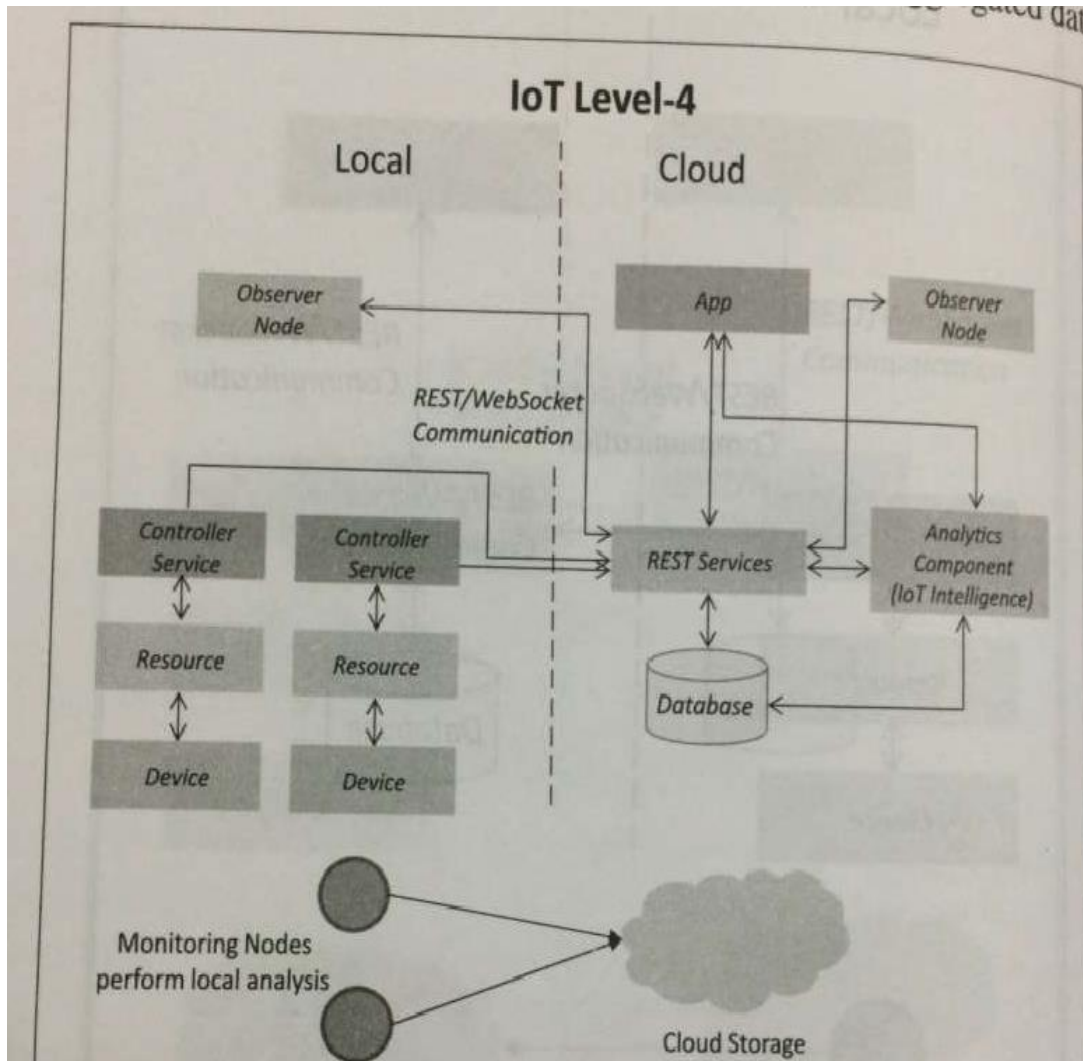 IoT Level-4
Local
Cloud
Observer
Node
App
Observer
Node
REST/WebSocket
Communication
Controller
Service
Controller
Service
REST Services
Analytics
Component
(IoT Intelligence)
Resource
Resource
Database
Device
Device
Monitoring Nodes
perform local analysis
Cloud Storage